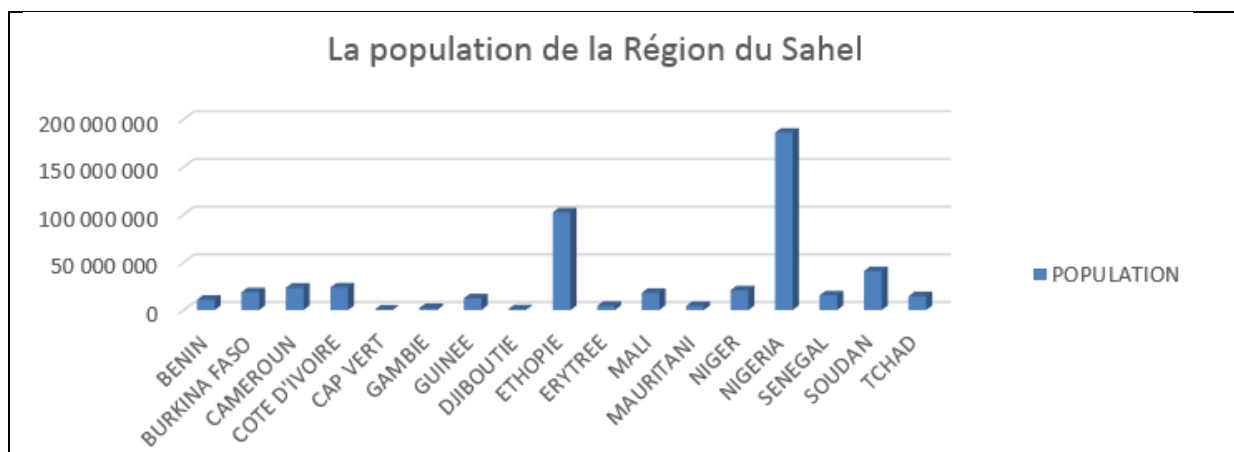 La population de la Région du Sahel
200 000 000
150 000 000
100 000 000
50 000 000
0
BENIN
BURKINA FASO
CAMEROUN
COTE D'IVOIRE
CAP VERT
GAMBIE
GUINEE
DJIBOUTIE
ETHOPIE
ERYTREE
MALI
MAURITANI
NIGER
NIGERIA
SENEGAL
SOUDAN
TCHAD
POPULATION